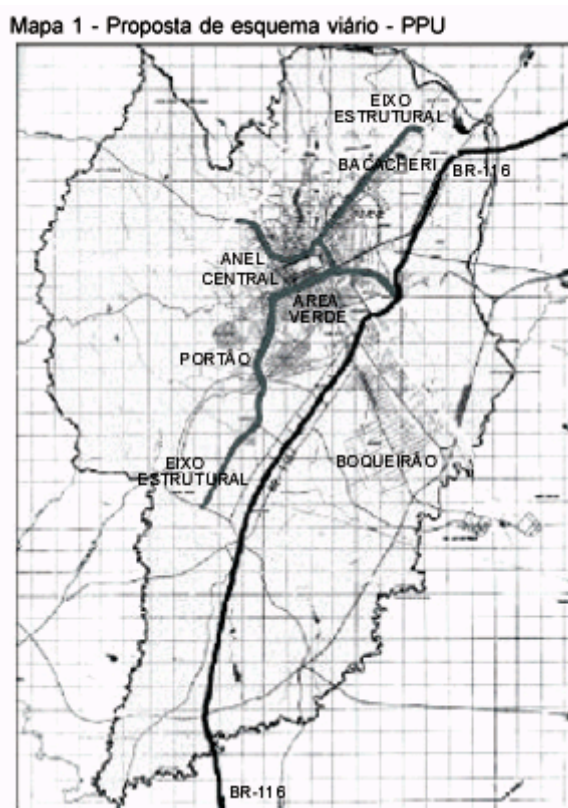 Mapa 1 - Proposta de esquema viário - PPU
EIXO
ESTRUTURAL
BACACHERI
BR-116
ANEL
CENTRAL
AREA
VERDE
PORTÃO
EIXO
ESTRUTURAL
BOQUEIRÃO
BR-116